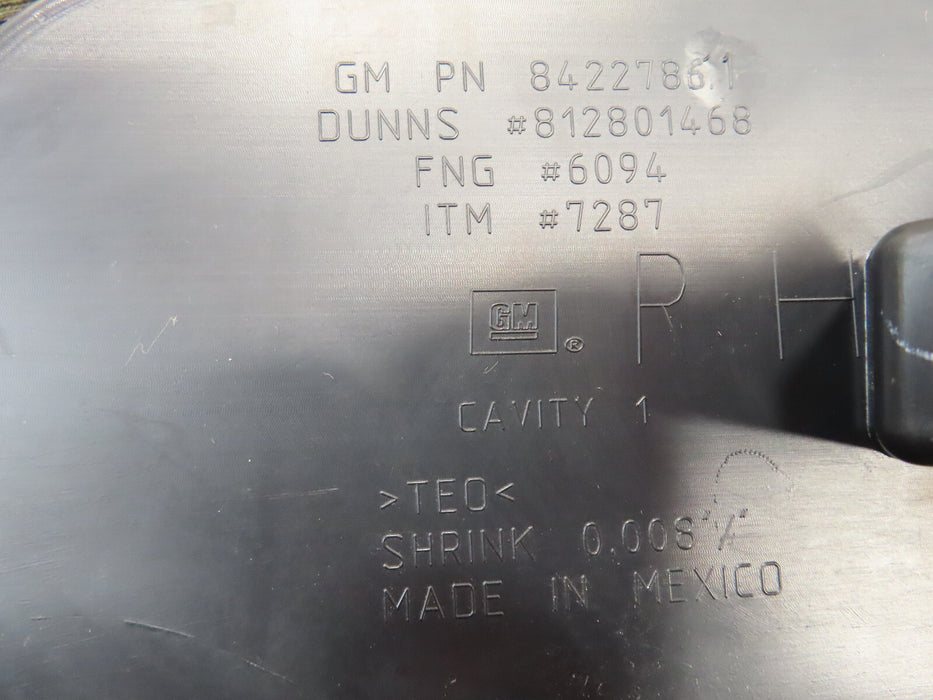 GM PN 84227861
DUNNS #812801468
FNG #6094
ITM #7287
GM ® RH
CAVITY 1
>TEO<
SHRINK 0.008"/"
MADE IN MEXICO